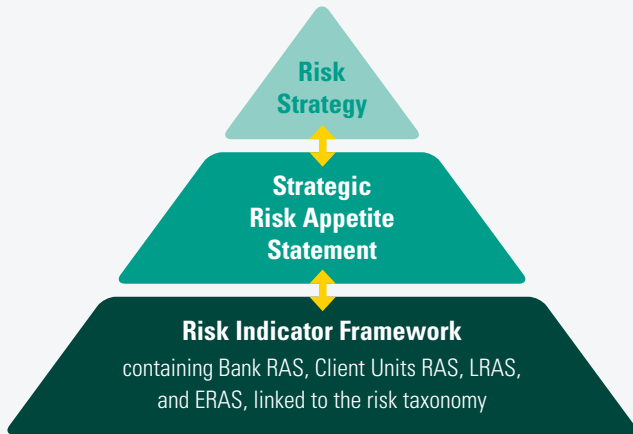 Risk
Strategy
Strategic
Risk Appetite
Statement
Risk Indicator Framework
containing Bank RAS, Client Units RAS, LRAS,
and ERAS, linked to the risk taxonomy